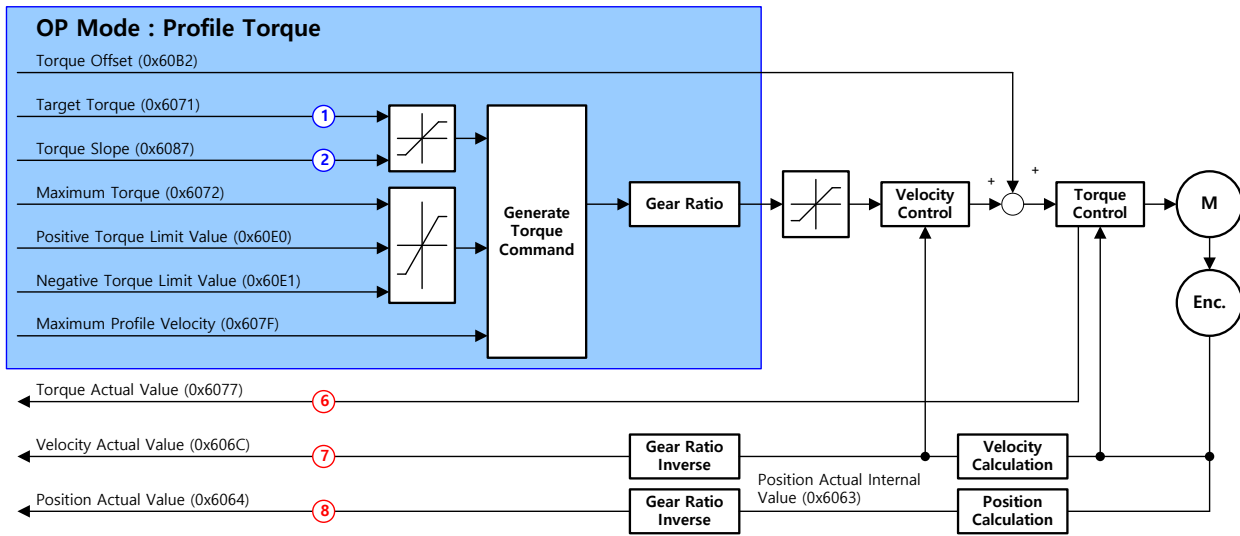 OP Mode : Profile Torque
Torque Offset (0x60B2)
Target Torque (0x6071)
1
Torque Slope (0x6087)
2
Maximum Torque (0x6072)
Positive Torque Limit Value (0x60E0)
Negative Torque Limit Value (0x60E1)
Maximum Profile Velocity (0x607F)
Generate
Torque
Command
Gear Ratio
Velocity
Control
+
+
Torque
Control
M
Enc.
Torque Actual Value (0x6077)
6
Velocity Actual Value (0x606C)
7
Gear Ratio
Inverse
Velocity
Calculation
Position Actual Value (0x6064)
8
Gear Ratio
Inverse
Position Actual Internal
Value (0x6063)
Position
Calculation